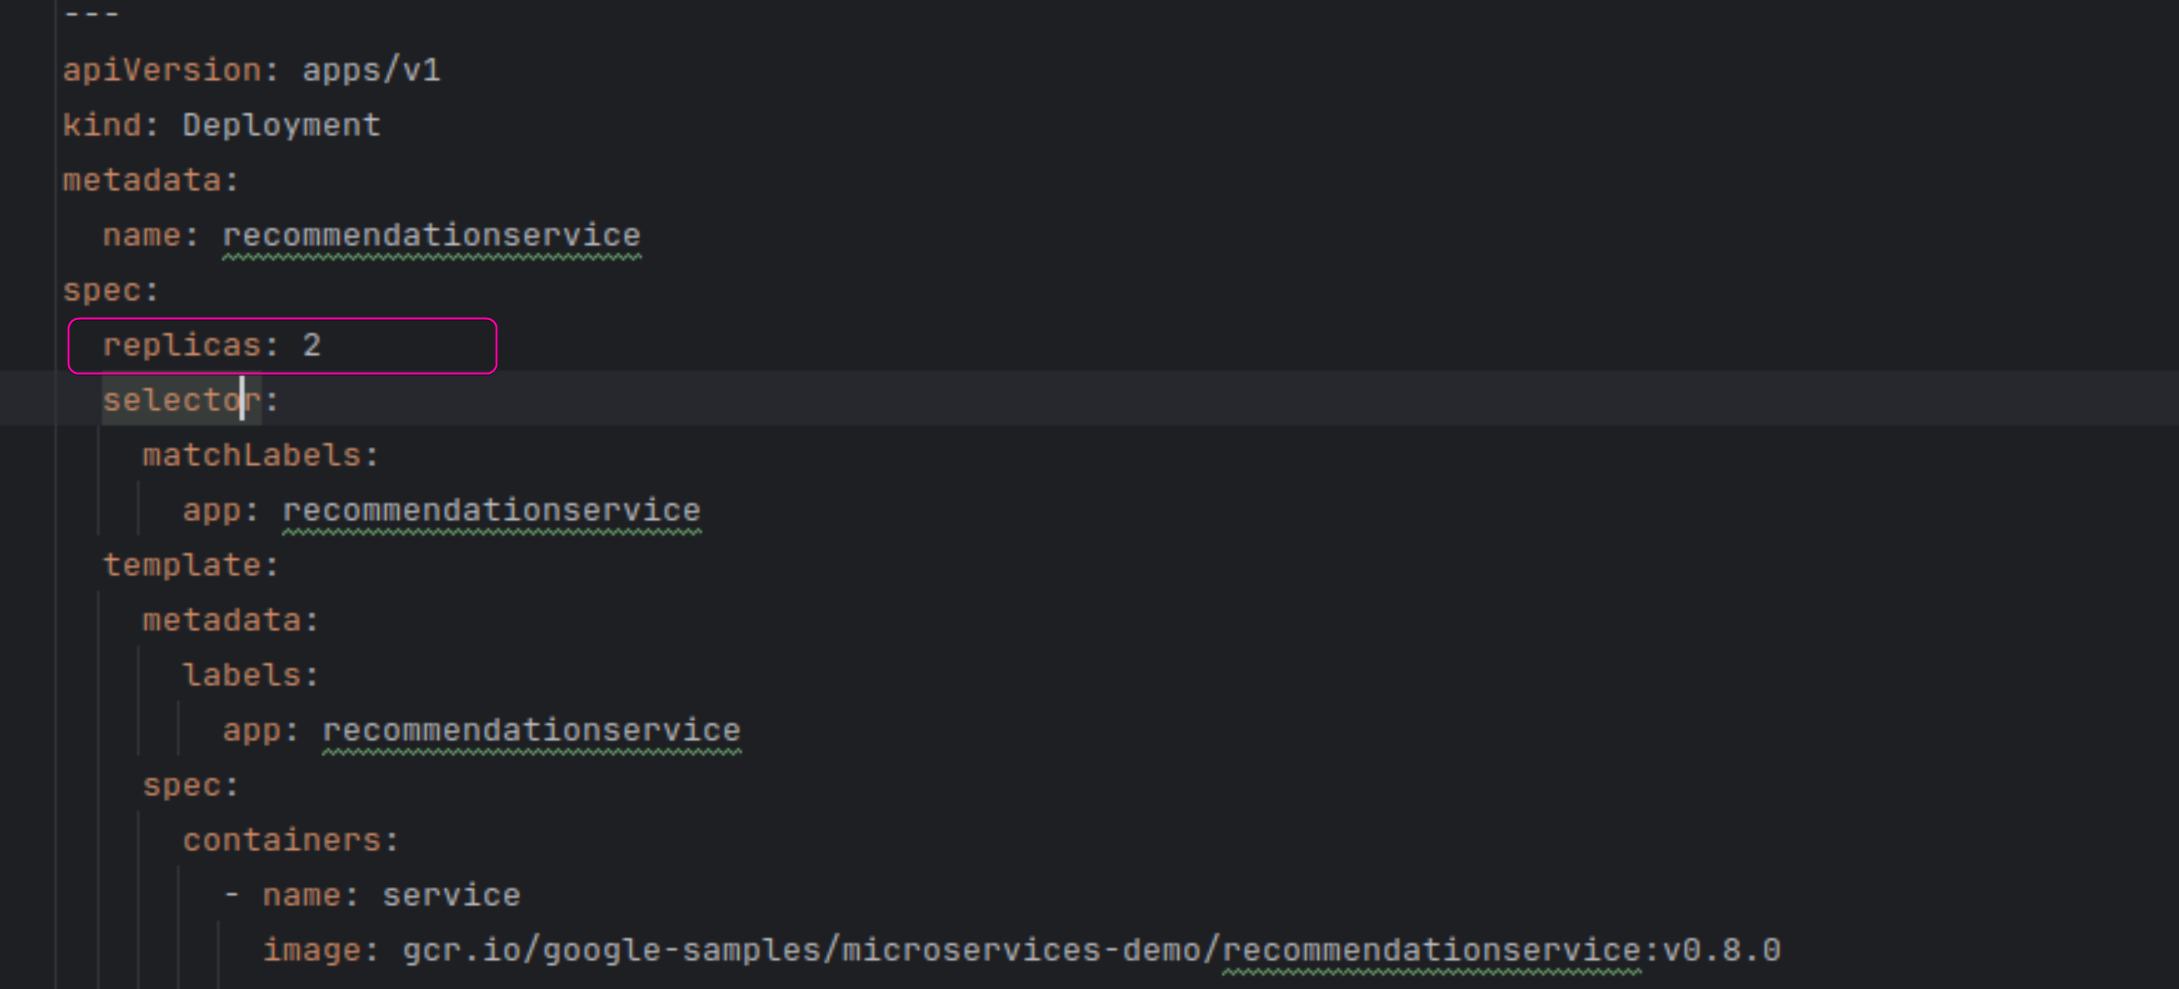 ---
apiVersion: apps/v1
kind: Deployment
metadata:
  name: recommendationservice
spec:
  replicas: 2
  selector:
    matchLabels:
      app: recommendationservice
  template:
    metadata:
      labels:
        app: recommendationservice
    spec:
      containers:
        - name: service
          image: gcr.io/google-samples/microservices-demo/recommendationservice:v0.8.0